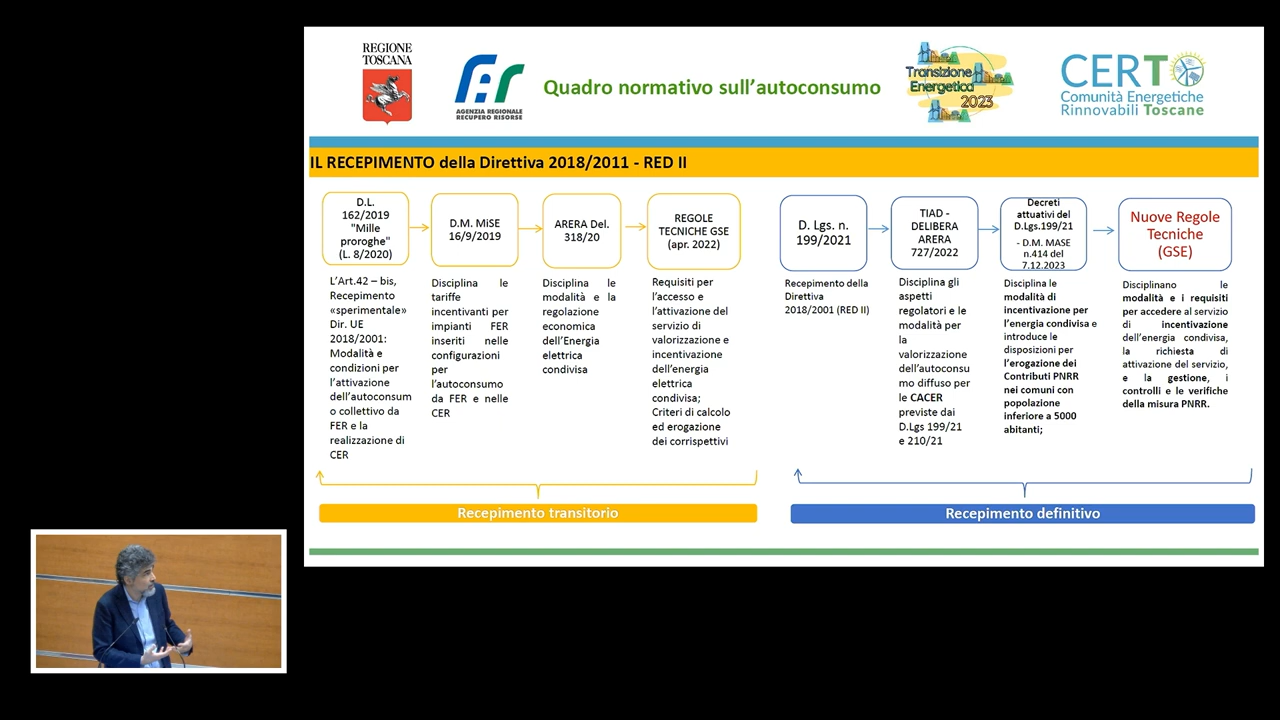 REGIONE
TOSCANA
AGENZIA REGIONALE
RECUPERO RISORSE
Quadro normativo sull'autoconsumo
Transizione
Energetica
2023
CERT
Comunità Energetiche
Rinnovabili Toscane
IL RECEPIMENTO della Direttiva 2018/2011 - RED II
D.L.
162/2019
"Mille
proroghe"
(L. 8/2020)
D.M. MiSE
16/9/2019
ARERA Del.
318/20
REGOLE
TECNICHE GSE
(apr. 2022)
D. Lgs. n.
199/2021
TIAD -
DELIBERA
ARERA
727/2022
Decreti
attuativi del
D.Lgs.199/21
- D.M. MASE
n.414 del
7.12.2023
Nuove Regole
Tecniche
(GSE)
L'Art.42 – bis,
Recepimento
«sperimentale»
Dir. UE
2018/2001:
Modalità e
condizioni per
l'attivazione
dell'autoconsum
o collettivo da
FER e la
realizzazione di
CER
Disciplina le
tariffe
incentivanti per
impianti FER
inseriti nelle
configurazioni
per
l'autoconsumo
da FER e nelle
CER
Disciplina le
modalità e la
regolazione
economica
dell'Energia
elettrica
condivisa
Requisiti per
l'accesso e
l'attivazione del
servizio di
valorizzazione e
incentivazione
dell'energia
elettrica
condivisa;
Criteri di calcolo
ed erogazione
dei corrispettivi
Recepimento della
Direttiva
2018/2001 (RED II)
Disciplina gli
aspetti
regolatori e le
modalità per
la
valorizzazione
dell'autoconsu
mo diffuso per
le CACER
previste dai
D.Lgs 199/21
e 210/21
Disciplina le
modalità di
incentivazione per
l'energia condivisa e
introduce le
disposizioni per
l'erogazione dei
Contributi PNRR
nei comuni con
popolazione
inferiore a 5000
abitanti;
Disciplinano le
modalità e i requisiti
per accedere al servizio
di incentivazione
dell'energia condivisa,
la richiesta di
attivazione del servizio,
e la gestione, i
controlli e le verifiche
della misura PNRR.
Recepimento transitorio
Recepimento definitivo